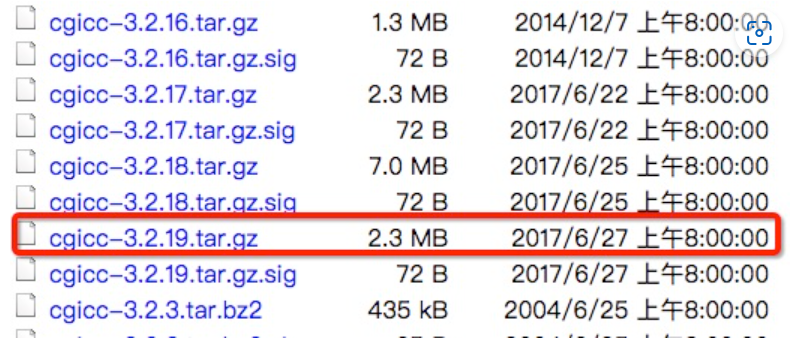 cgicc-3.2.16.tar.gz 1.3 MB 2014/12/7 上午8:00:00
cgicc-3.2.16.tar.gz.sig 72 B 2014/12/7 上午8:00:00
cgicc-3.2.17.tar.gz 2.3 MB 2017/6/22 上午8:00:00
cgicc-3.2.17.tar.gz.sig 72 B 2017/6/22 上午8:00:00
cgicc-3.2.18.tar.gz 7.0 MB 2017/6/25 上午8:00:00
cgicc-3.2.18.tar.gz.sig 72 B 2017/6/25 上午8:00:00
cgicc-3.2.19.tar.gz 2.3 MB 2017/6/27 上午8:00:00
cgicc-3.2.19.tar.gz.sig 72 B 2017/6/27 上午8:00:00
cgicc-3.2.3.tar.bz2 435 kB 2004/6/25 上午8:00:00